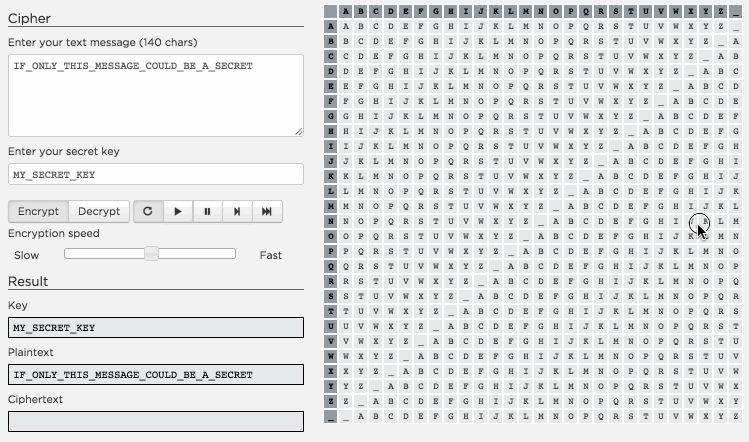 Cipher
Enter your text message (140 chars)
IF_ONLY_THIS_MESSAGE_COULD_BE_A_SECRET
Enter your secret key
MY_SECRET_KEY
Encrypt Decrypt
Encryption speed
Slow Fast
Result
Key
MY_SECRET_KEY
Plaintext
IF_ONLY_THIS_MESSAGE_COULD_BE_A_SECRET
Ciphertext
A B C D E F G H I J K L M N O P Q R S T U V W X Y Z _
A A B C D E F G H I J K L M N O P Q R S T U V W X Y Z _
B B C D E F G H I J K L M N O P Q R S T U V W X Y Z _ A
C C D E F G H I J K L M N O P Q R S T U V W X Y Z _ A B
D D E F G H I J K L M N O P Q R S T U V W X Y Z _ A B C
E E F G H I J K L M N O P Q R S T U V W X Y Z _ A B C D
F F G H I J K L M N O P Q R S T U V W X Y Z _ A B C D E
G G H I J K L M N O P Q R S T U V W X Y Z _ A B C D E F
H H I J K L M N O P Q R S T U V W X Y Z _ A B C D E F G
I I J K L M N O P Q R S T U V W X Y Z _ A B C D E F G H
J J K L M N O P Q R S T U V W X Y Z _ A B C D E F G H I
K K L M N O P Q R S T U V W X Y Z _ A B C D E F G H I J
L L M N O P Q R S T U V W X Y Z _ A B C D E F G H I J K
M M N O P Q R S T U V W X Y Z _ A B C D E F G H I J K L
N N O P Q R S T U V W X Y Z _ A B C D E F G H I J K L M
O O P Q R S T U V W X Y Z _ A B C D E F G H I J K L M N
P P Q R S T U V W X Y Z _ A B C D E F G H I J K L M N O
Q Q R S T U V W X Y Z _ A B C D E F G H I J K L M N O P
R R S T U V W X Y Z _ A B C D E F G H I J K L M N O P Q
S S T U V W X Y Z _ A B C D E F G H I J K L M N O P Q R
T T U V W X Y Z _ A B C D E F G H I J K L M N O P Q R S
U U V W X Y Z _ A B C D E F G H I J K L M N O P Q R S T
V V W X Y Z _ A B C D E F G H I J K L M N O P Q R S T U
W W X Y Z _ A B C D E F G H I J K L M N O P Q R S T U V
X X Y Z _ A B C D E F G H I J K L M N O P Q R S T U V W
Y Y Z _ A B C D E F G H I J K L M N O P Q R S T U V W X
Z Z _ A B C D E F G H I J K L M N O P Q R S T U V W X Y
_ _ A B C D E F G H I J K L M N O P Q R S T U V W X Y Z